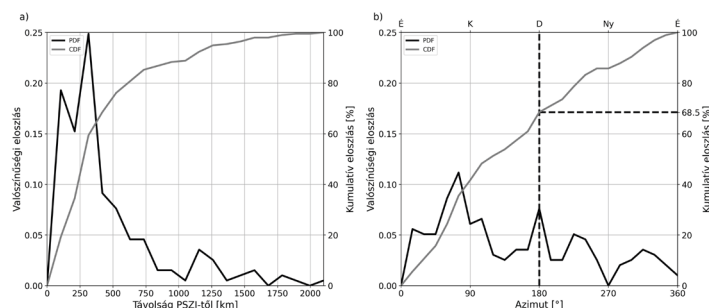 a)
0.25
0.20
0.15
0.10
0.05
0.00
Valószínűségi eloszlás
PDF
CDF
100
80
60
40
20
0
Kumulatív eloszlás [%]
0
250
500
750
1000
1250
1500
1750
2000
Távolság PSZI-től [km]
b)
É
K
D
Ny
É
0.25
0.20
0.15
0.10
0.05
0.00
Valószínűségi eloszlás
PDF
CDF
100
80
68.5
60
40
20
0
Kumulatív eloszlás [%]
0
90
180
270
360
Azimut [°]